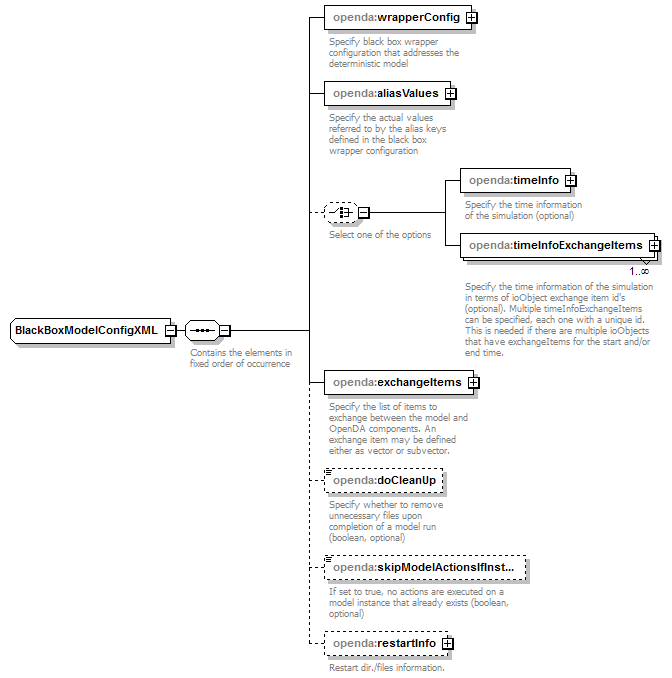 openda:wrapperConfig
Specify black box wrapper
configuration that addresses the
deterministic model
openda:aliasValues
Specify the actual values
referred to by the alias keys
defined in the black box
wrapper configuration
openda:timeInfo
Specify the time information
of the simulation (optional)
Select one of the options
openda:timeInfoExchangeItems
1..∞
Specify the time information of the simulation
in terms of ioObject exchange item id's
(optional). Multiple timeInfoExchangeItems
can be specified, each one with a unique id.
This is needed if there are multiple ioObjects
that have exchangeItems for the start and/or
end time.
BlackBoxModelConfigXML
Contains the elements in
fixed order of occurrence
openda:exchangeItems
Specify the list of items to
exchange between the model and
OpenDA components. An
exchange item may be defined
either as vector or subvector.
openda:doCleanUp
Specify whether to remove
unnecessary files upon
completion of a model run
(boolean, optional)
openda:skipModelActionsIfInst...
If set to true, no actions are executed on a
model instance that already exists (boolean,
optional)
openda:restartInfo
Restart dir./files information.